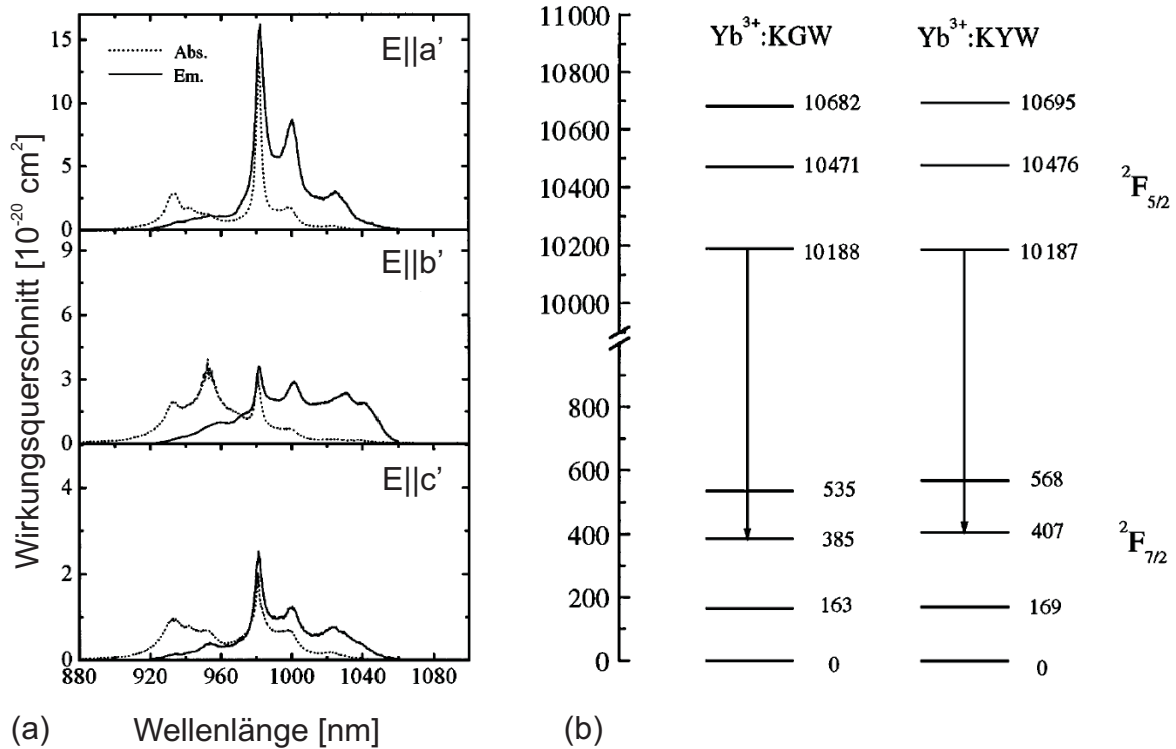 Wirkungsquerschnitt [10⁻²⁰ cm²]
15
10
5
0
Abs.
Em.
E||a'
9
6
3
0
E||b'
4
2
0
E||c'
880 920 960 1000 1040 1080
(a) Wellenlänge [nm]
11000
10800
10600
10400
10200
10000
800
600
400
200
0
Yb³⁺:KGW Yb³⁺:KYW
10682 10695
10471 10476
²F₅/₂
10188 10187
535 568
385 407
²F₇/₂
163 169
0 0
(b)